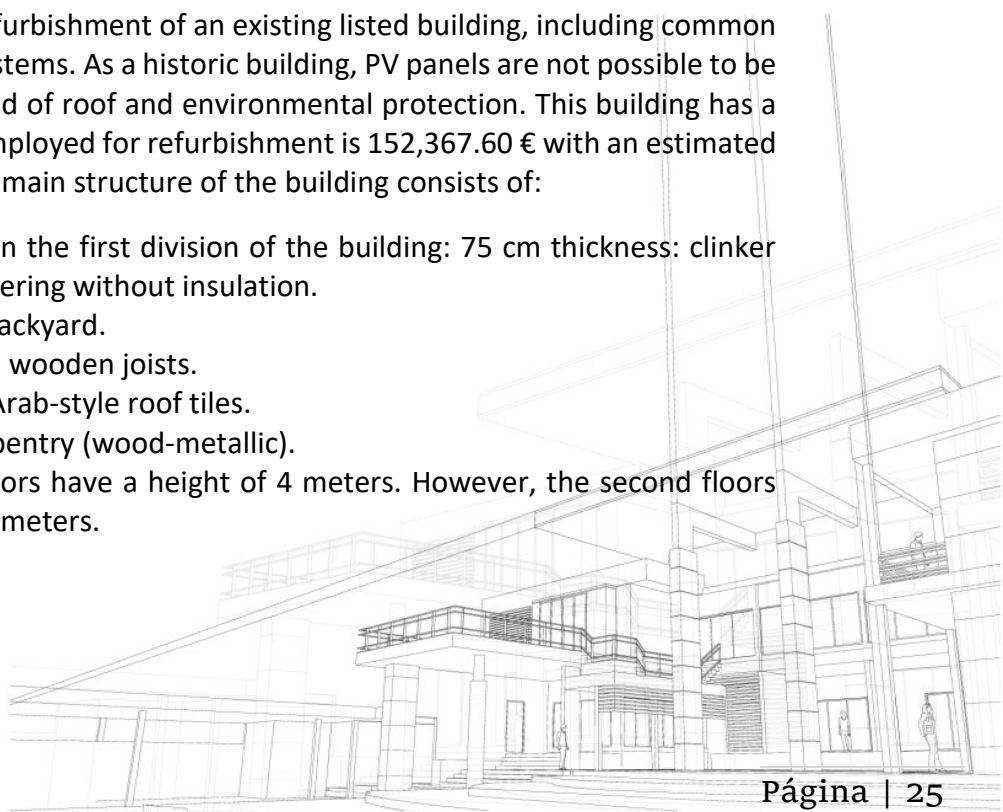 furbishment of an existing listed building, including common
stems. As a historic building, PV panels are not possible to be
d of roof and environmental protection. This building has a
mployed for refurbishment is 152,367.60 € with an estimated
main structure of the building consists of:
n the first division of the building: 75 cm thickness: clinker
ering without insulation.
ackyard.
wooden joists.
Arab-style roof tiles.
pentry (wood-metallic).
ors have a height of 4 meters. However, the second floors
meters.
Página | 25